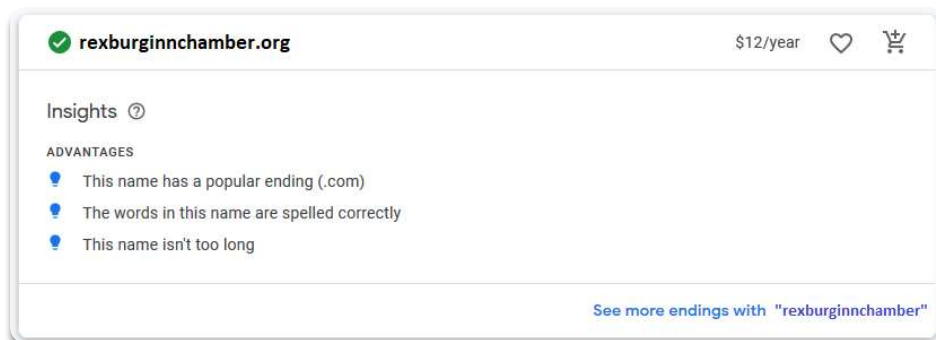 rexburginnchamber.org $12/year
Insights
ADVANTAGES
This name has a popular ending (.com)
The words in this name are spelled correctly
This name isn't too long
See more endings with "rexburginnchamber"